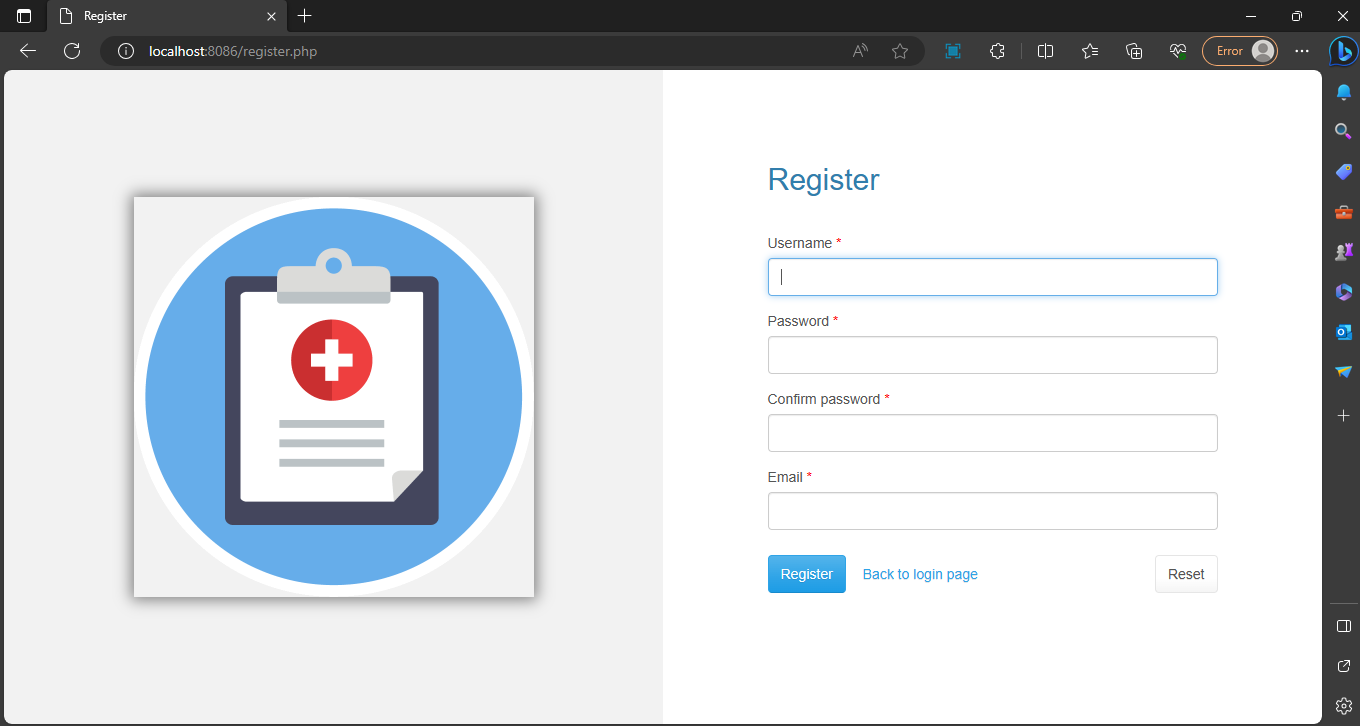 Register
localhost:8086/register.php
Error
Register
Username *
Password *
Confirm password *
Email *
Register Back to login page Reset